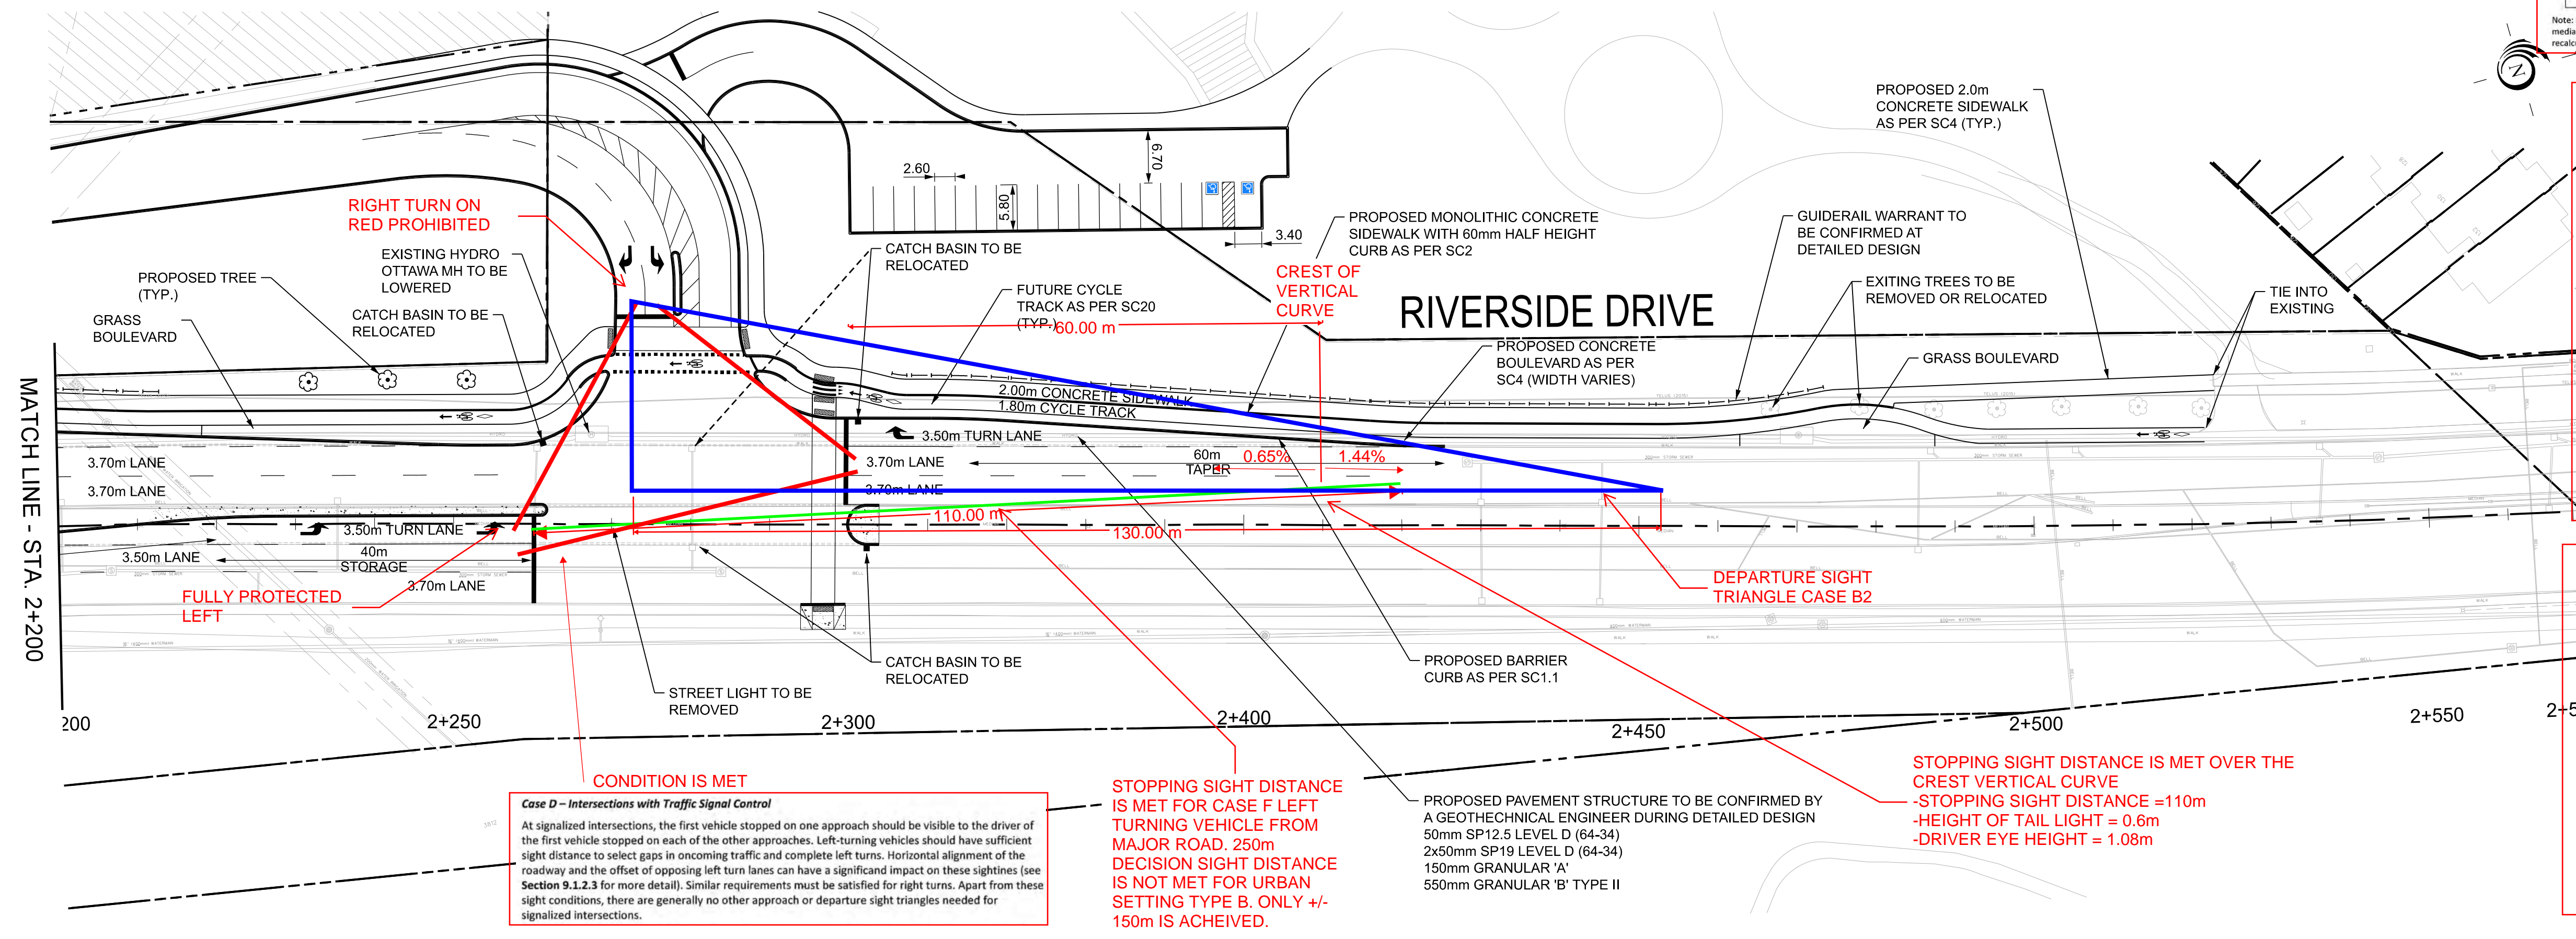 Note:
media
recalc
N
PROPOSED 2.0m
CONCRETE SIDEWALK
AS PER SC4 (TYP.)
2.60
5.80
6.70
3.40
RIGHT TURN ON
RED PROHIBITED
EXISTING HYDRO
OTTAWA MH TO BE
LOWERED
PROPOSED TREE
(TYP.)
GRASS
BOULEVARD
CATCH BASIN TO BE
RELOCATED
CATCH BASIN TO BE
RELOCATED
FUTURE CYCLE
TRACK AS PER SC20
(TYP.)
60.00 m
CREST OF
VERTICAL
CURVE
PROPOSED MONOLITHIC CONCRETE
SIDEWALK WITH 60mm HALF HEIGHT
CURB AS PER SC2
RIVERSIDE DRIVE
GUIDERAIL WARRANT TO
BE CONFIRMED AT
DETAILED DESIGN
EXITING TREES TO BE
REMOVED OR RELOCATED
TIE INTO
EXISTING
PROPOSED CONCRETE
BOULEVARD AS PER
SC4 (WIDTH VARIES)
GRASS BOULEVARD
2.00m CONCRETE SIDEWALK
1.80m CYCLE TRACK
3.50m TURN LANE
3.70m LANE
3.70m LANE
3.70m LANE
3.70m LANE
60m
TAPER
0.65%
1.44%
110.00 m
130.00 m
3.50m TURN LANE
3.50m LANE
40m
STORAGE
3.70m LANE
MATCH LINE - STA. 2+200
FULLY PROTECTED
LEFT
DEPARTURE SIGHT
TRIANGLE CASE B2
CATCH BASIN TO BE
RELOCATED
STREET LIGHT TO BE
REMOVED
PROPOSED BARRIER
CURB AS PER SC1.1
200
2+250
2+300
2+400
2+450
2+500
2+550
2+5
CONDITION IS MET
Case D – Intersections with Traffic Signal Control
At signalized intersections, the first vehicle stopped on one approach should be visible to the driver of
the first vehicle stopped on each of the other approaches. Left-turning vehicles should have sufficient
sight distance to select gaps in oncoming traffic and complete left turns. Horizontal alignment of the
roadway and the offset of opposing left turn lanes can have a significand impact on these sightines (see
Section 9.1.2.3 for more detail). Similar requirements must be satisfied for right turns. Apart from these
sight conditions, there are generally no other approach or departure sight triangles needed for
signalized intersections.
STOPPING SIGHT DISTANCE
IS MET FOR CASE F LEFT
TURNING VEHICLE FROM
MAJOR ROAD. 250m
DECISION SIGHT DISTANCE
IS NOT MET FOR URBAN
SETTING TYPE B. ONLY +/-
150m IS ACHEIVED.
PROPOSED PAVEMENT STRUCTURE TO BE CONFIRMED BY
A GEOTECHNICAL ENGINEER DURING DETAILED DESIGN
50mm SP12.5 LEVEL D (64-34)
2x50mm SP19 LEVEL D (64-34)
150mm GRANULAR 'A'
550mm GRANULAR 'B' TYPE II
STOPPING SIGHT DISTANCE IS MET OVER THE
CREST VERTICAL CURVE
-STOPPING SIGHT DISTANCE =110m
-HEIGHT OF TAIL LIGHT = 0.6m
-DRIVER EYE HEIGHT = 1.08m